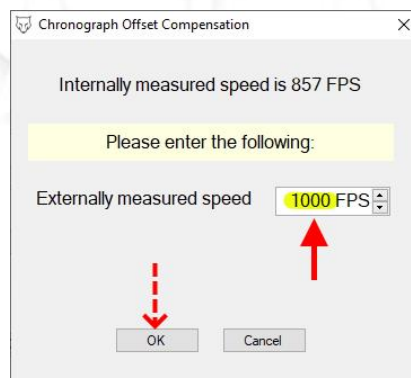 Chronograph Offset Compensation
Internally measured speed is 857 FPS
Please enter the following:
Externally measured speed 1000 FPS
OK Cancel